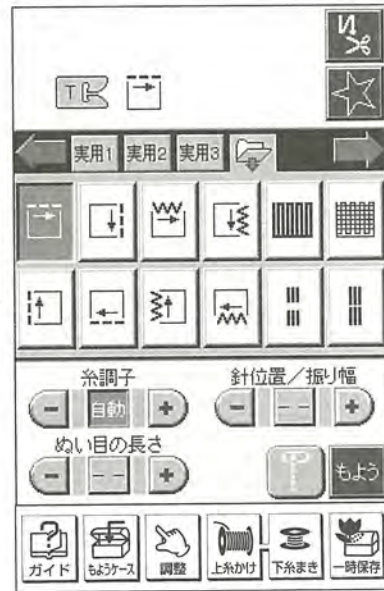 T
実用1 実用2 実用3
糸調子 針位置/振り幅
- 自動 + - -- +
ぬい目の長さ
- -- + もよう
ガイド もようケース 調整 上糸かけ 下糸まき 一時保存